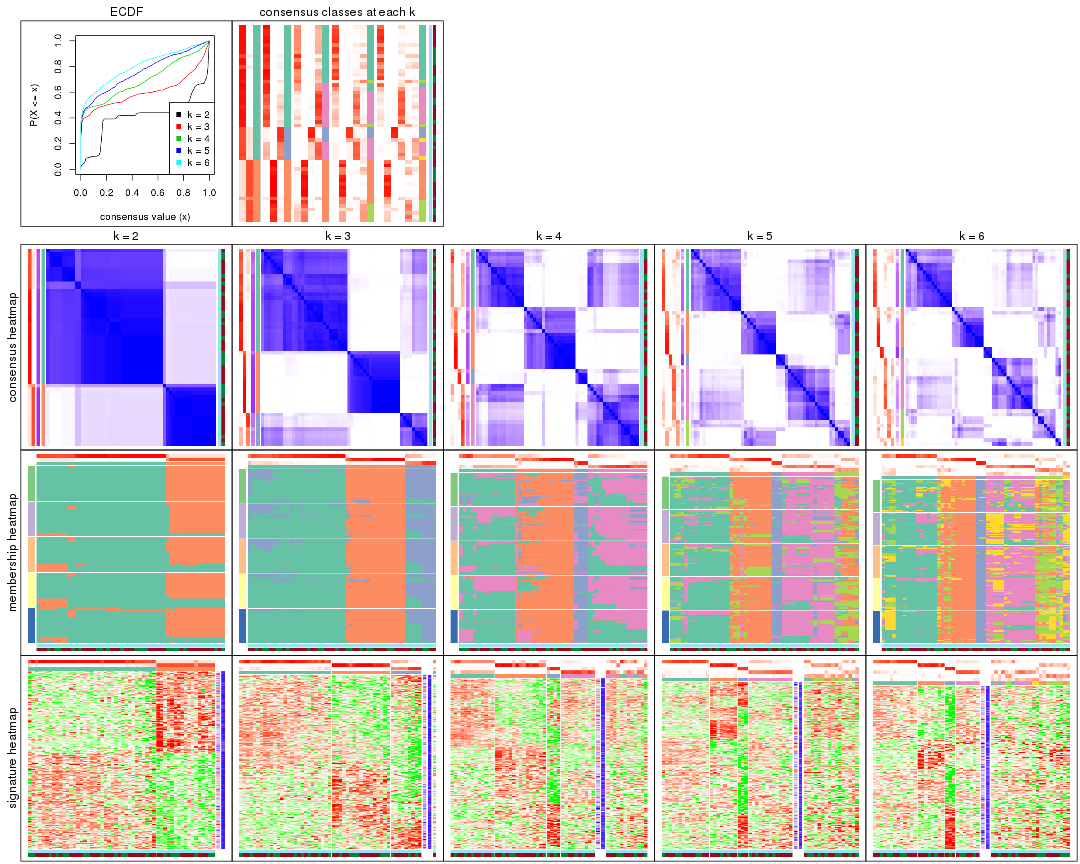 ECDF
consensus classes at each k
P(X <= x)
0.0 0.2 0.4 0.6 0.8 1.0
k = 2
k = 3
k = 4
k = 5
k = 6
0.0 0.2 0.4 0.6 0.8 1.0
consensus value (x)
k = 2
k = 3
k = 4
k = 5
k = 6
consensus heatmap
membership heatmap
signature heatmap